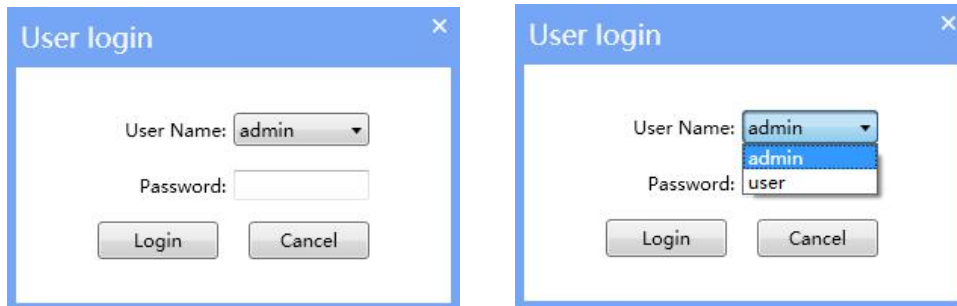 User login
×
User Name: admin
Password:
Login Cancel
User login
×
User Name: admin
admin
Password: user
Login Cancel